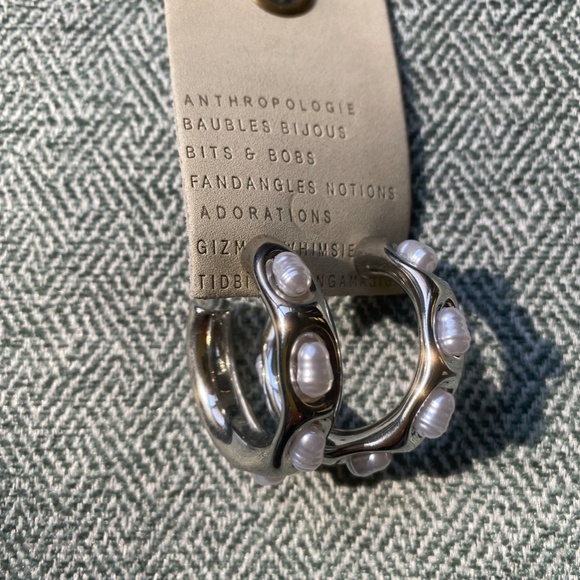 ANTHROPOLOGIE
BAUBLES BIJOUS
BITS & BOBS
FANDANGLES NOTIONS
ADORATIONS
WHIMSIE